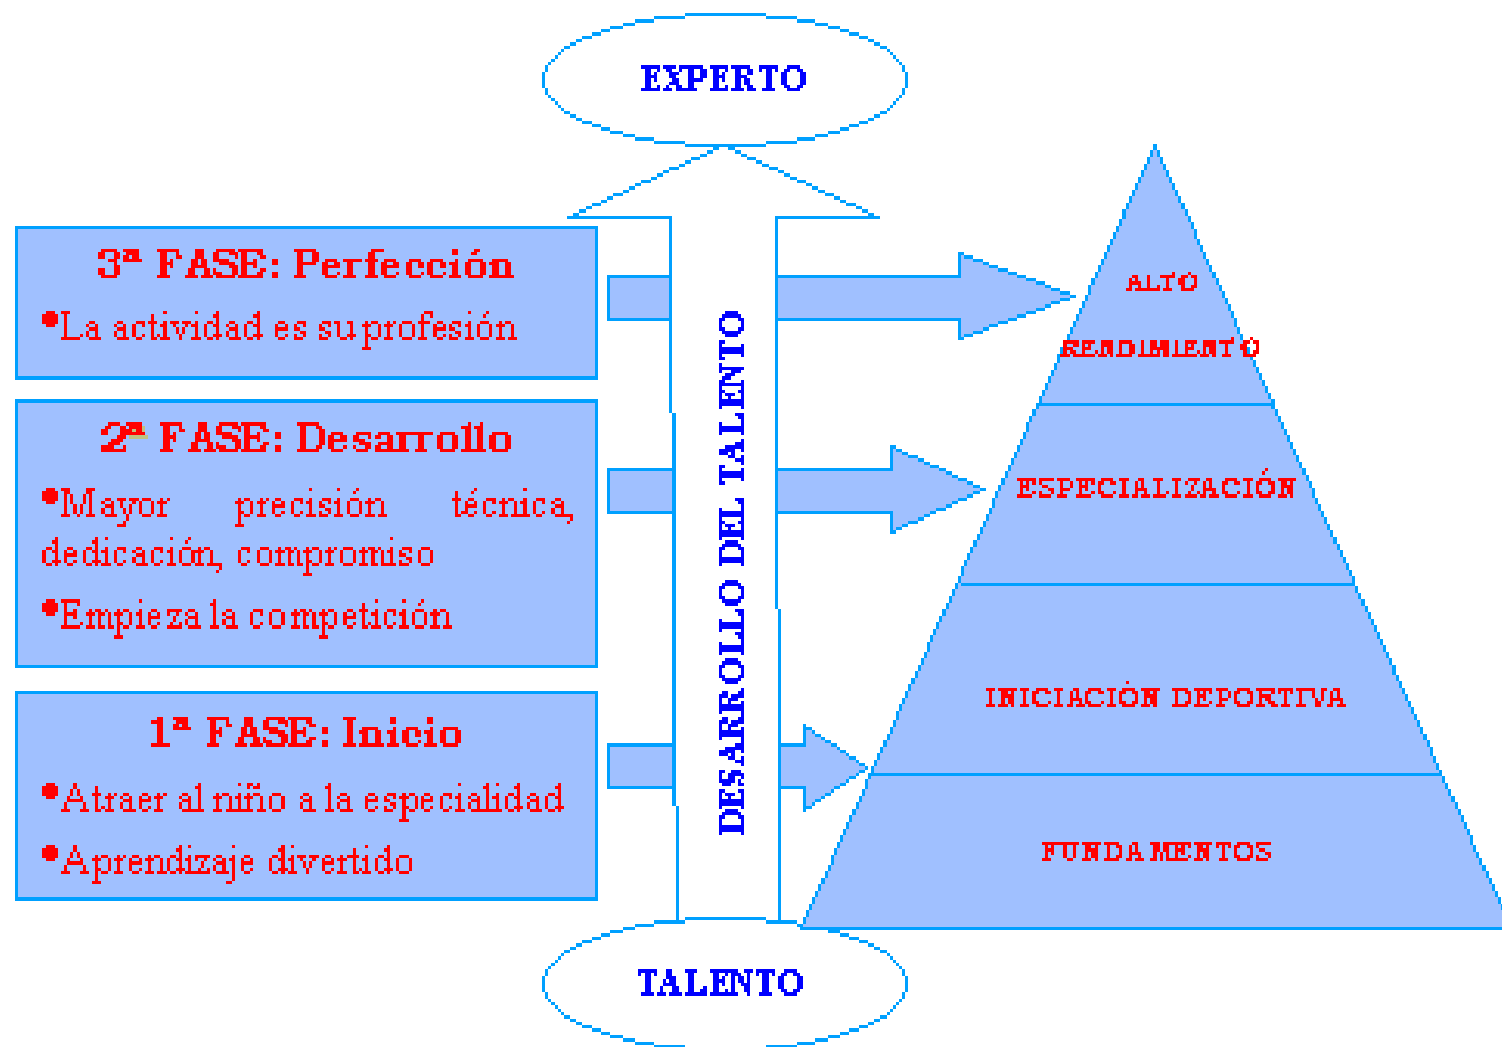 EXPERTO
3ª FASE: Perfección
•La actividad es su profesión
2ª FASE: Desarrollo
•Mayor precisión técnica,
dedicación, compromiso
•Empieza la competición
1ª FASE: Inicio
•Atraer al niño a la especialidad
•Aprendizaje divertido
DESARROLLO DEL TALENTO
TALENTO
ALTO
RENDIMIENTO
ESPECIALIZACIÓN
INICIACIÓN DEPORTIVA
FUNDAMENTOS